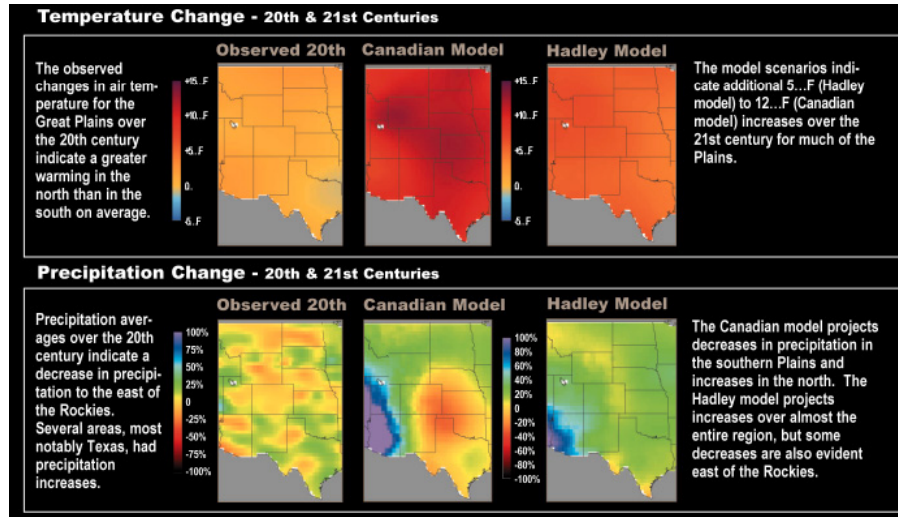 Temperature Change - 20th & 21st Centuries
Observed 20th
Canadian Model
Hadley Model
The observed
changes in air tem-
perature for the
Great Plains over
the 20th century
indicate a greater
warming in the
north than in the
south on average.
+15...F
+10...F
+5...F
0.
-5..F
+15...F
+10...F
+5...F
0.
-5..F
The model scenarios indi-
cate additional 5...F (Hadley
model) to 12...F (Canadian
model) increases over the
21st century for much of the
Plains.
Precipitation Change - 20th & 21st Centuries
Observed 20th
Canadian Model
Hadley Model
Precipitation aver-
ages over the 20th
century indicate a
decrease in precipi-
tation to the east of
the Rockies.
Several areas, most
notably Texas, had
precipitation
increases.
100%
75%
50%
25%
0
-25%
-50%
-75%
-100%
100%
80%
60%
40%
20%
0
-20%
-40%
-60%
-80%
-100%
The Canadian model projects
decreases in precipitation in
the southern Plains and
increases in the north. The
Hadley model projects
increases over almost the
entire region, but some
decreases are also evident
east of the Rockies.